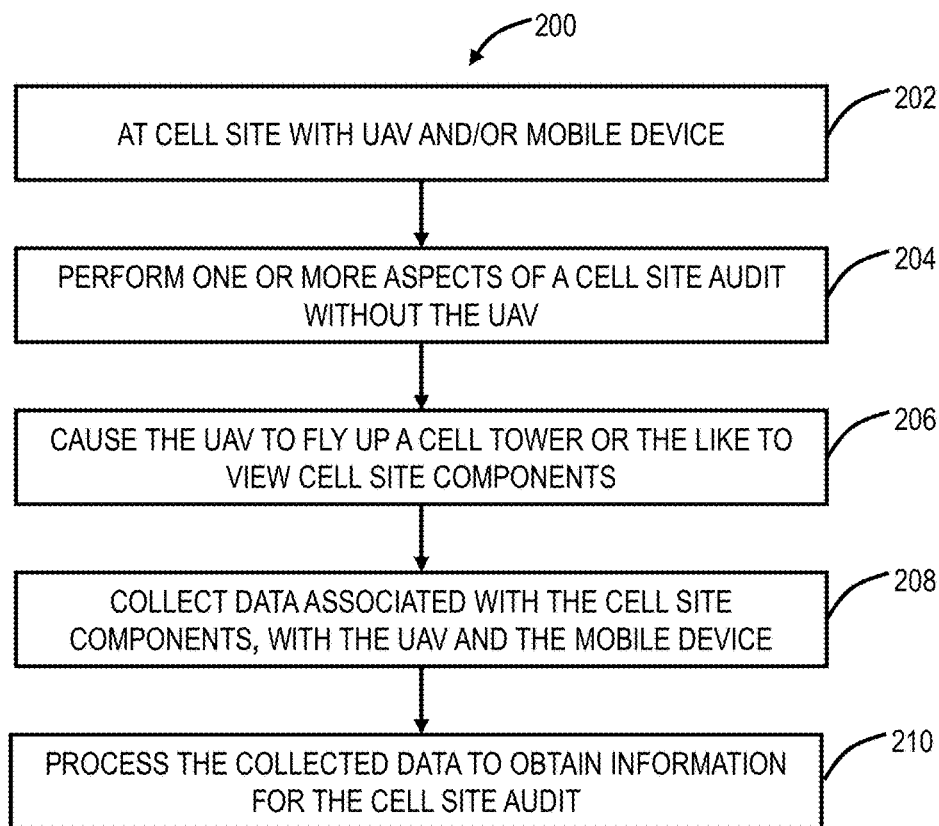 200
202
AT CELL SITE WITH UAV AND/OR MOBILE DEVICE
204
PERFORM ONE OR MORE ASPECTS OF A CELL SITE AUDIT
WITHOUT THE UAV
206
CAUSE THE UAV TO FLY UP A CELL TOWER OR THE LIKE TO
VIEW CELL SITE COMPONENTS
208
COLLECT DATA ASSOCIATED WITH THE CELL SITE
COMPONENTS, WITH THE UAV AND THE MOBILE DEVICE
210
PROCESS THE COLLECTED DATA TO OBTAIN INFORMATION
FOR THE CELL SITE AUDIT